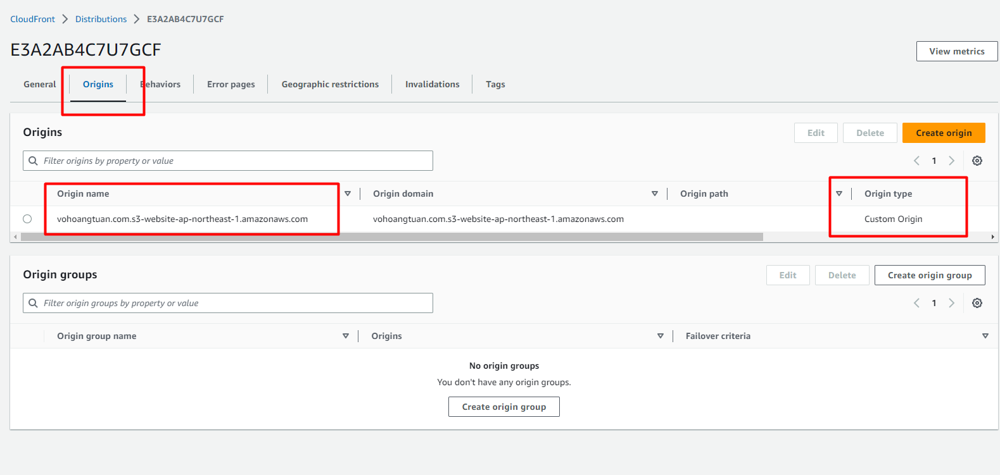 CloudFront > Distributions > E3A2AB4C7U7GCF
E3A2AB4C7U7GCF
View metrics
General Origins Behaviors Error pages Geographic restrictions Invalidations Tags
Origins
Edit Delete Create origin
Filter origins by property or value
1
Origin name Origin domain Origin path Origin type
vohoangtuan.com.s3-website-ap-northeast-1.amazonaws.com vohoangtuan.com.s3-website-ap-northeast-1.amazonaws.com Custom Origin
Origin groups
Edit Delete Create origin group
Filter origin groups by property or value
1
Origin group name Origins Failover criteria
No origin groups
You don't have any origin groups.
Create origin group